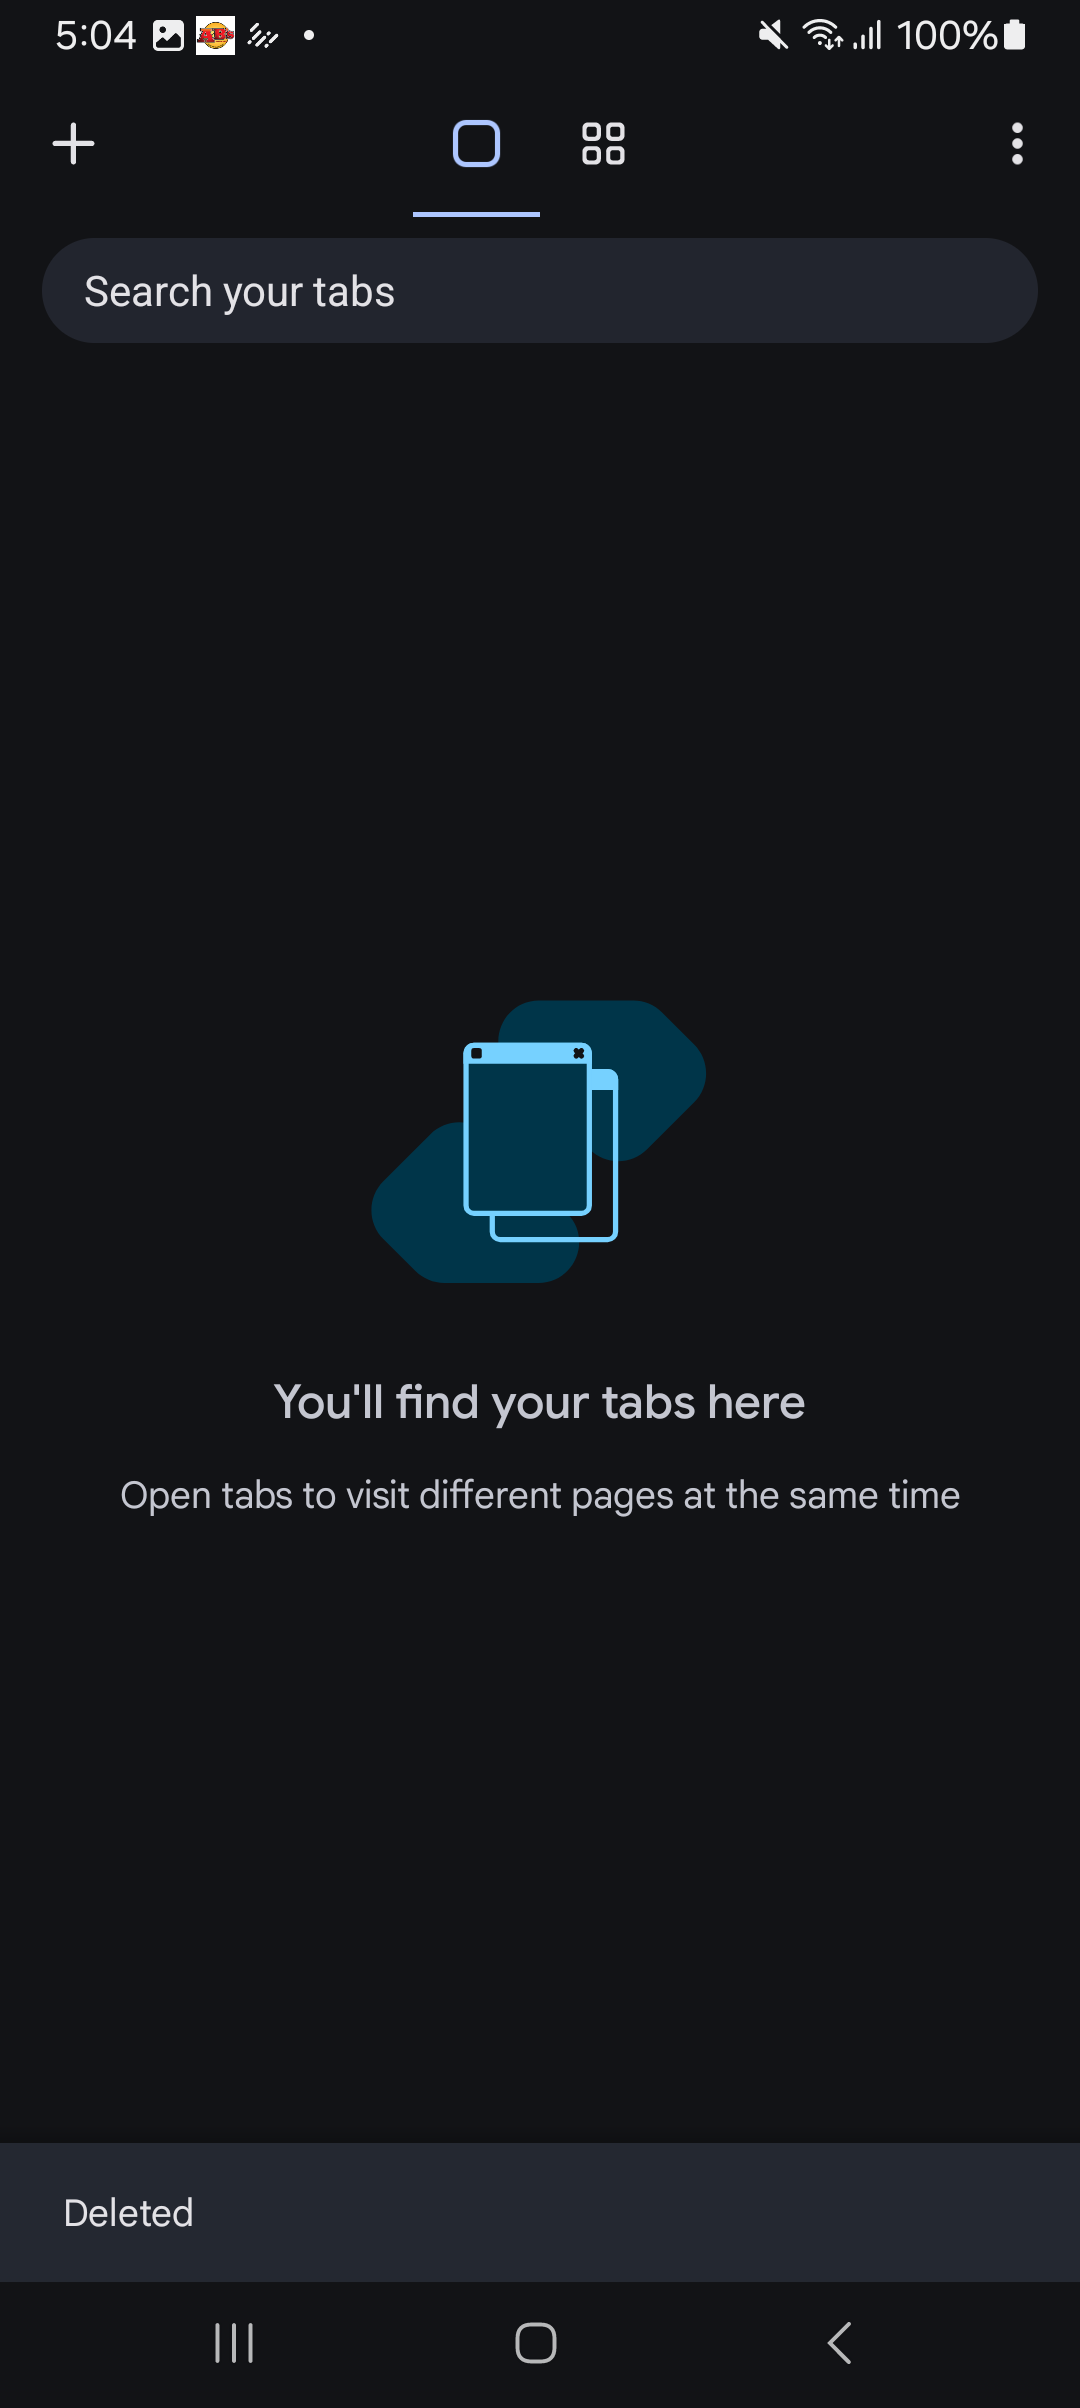 5:04 100%
Search your tabs
You'll find your tabs here
Open tabs to visit different pages at the same time
Deleted